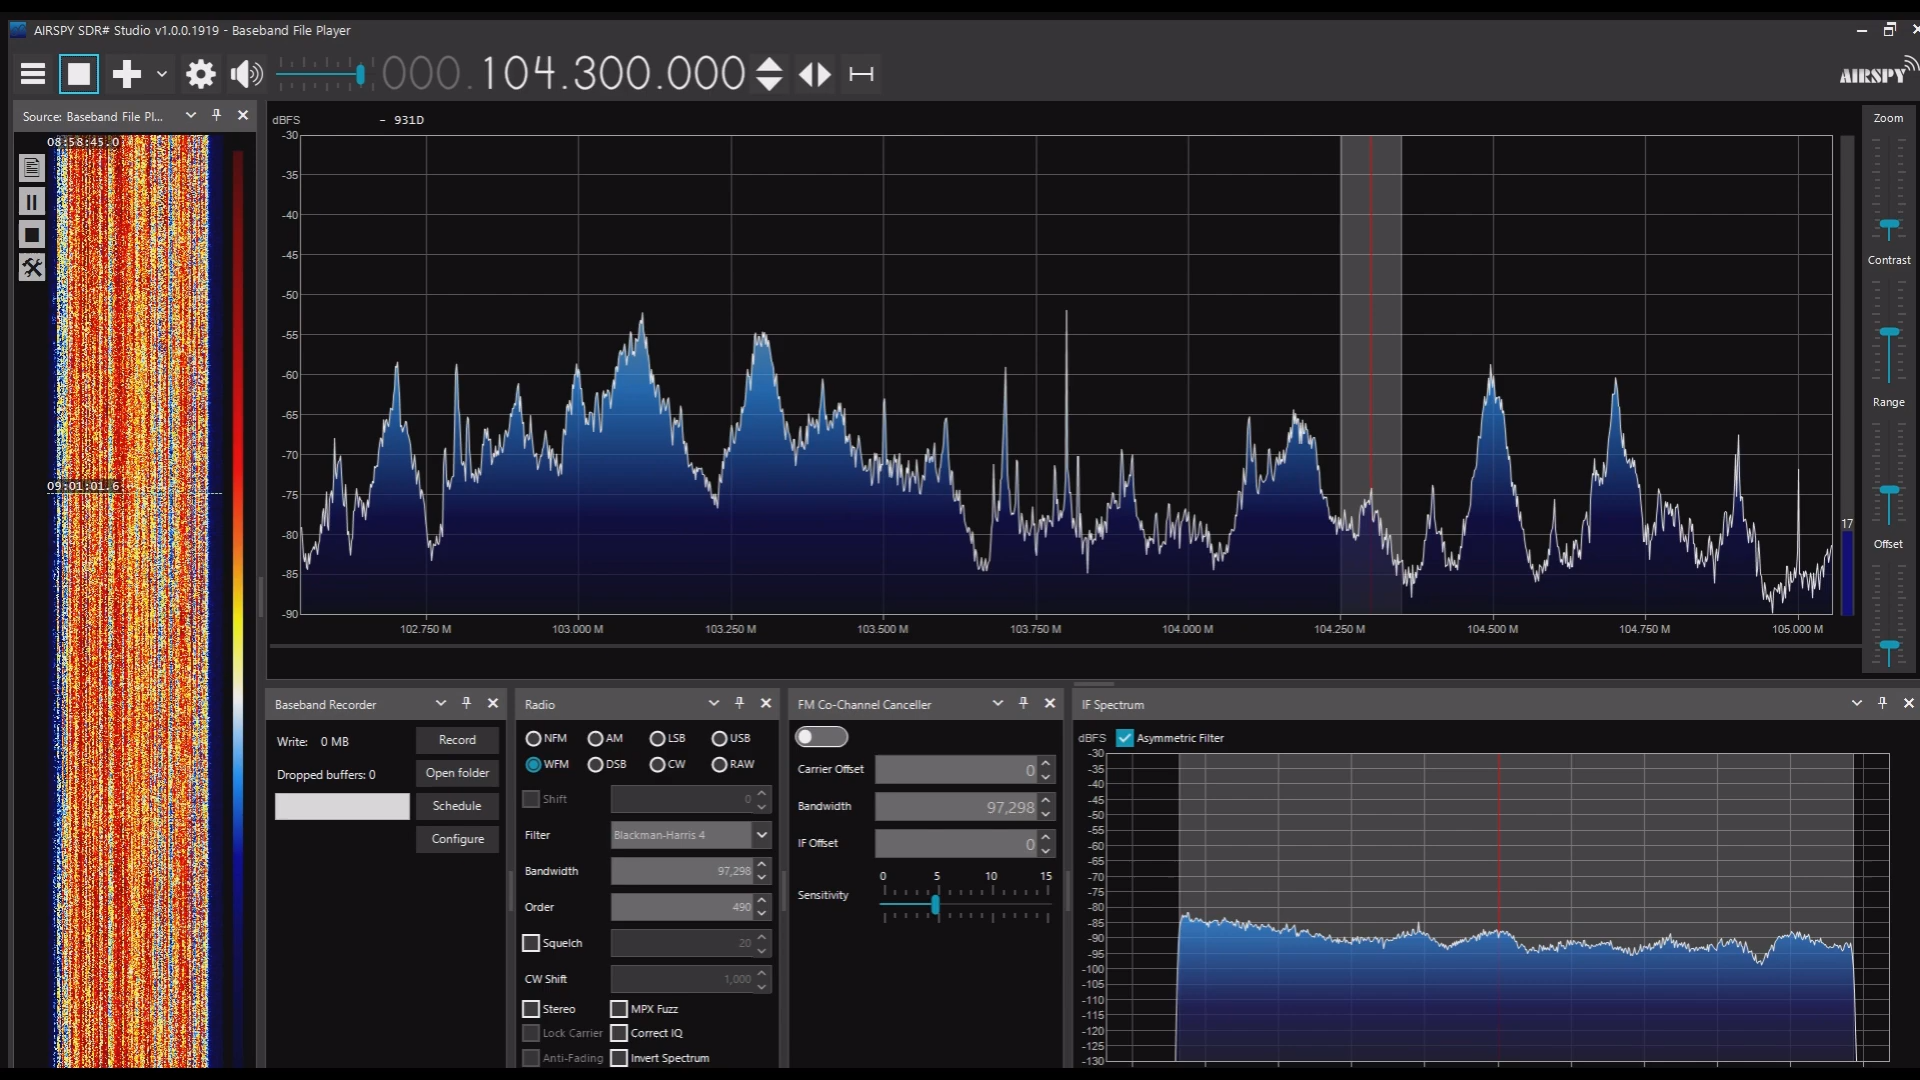 AIRSPY SDR# Studio v1.0.0.1919 - Baseband File Player
000.104.300.000
AIRSPY
Source: Baseband File Pl...
08:58:45.0
09:01:01.6
dBFS
- 931D
-30
-35
-40
-45
-50
-55
-60
-65
-70
-75
-80
-85
-90
102.750 M
103.000 M
103.250 M
103.500 M
103.750 M
104.000 M
104.250 M
104.500 M
104.750 M
105.000 M
17
Zoom
Contrast
Range
Offset
Baseband Recorder
Write: 0 MB
Record
Dropped buffers: 0
Open folder
Schedule
Configure
Radio
NFM AM LSB USB
WFM DSB CW RAW
Shift 0
Filter Blackman-Harris 4
Bandwidth 97,298
Order 490
Squelch 20
CW Shift 1,000
Stereo MPX Fuzz
Lock Carrier Correct IQ
Anti-Fading Invert Spectrum
FM Co-Channel Canceller
Carrier Offset 0
Bandwidth 97,298
IF Offset 0
0 5 10 15
Sensitivity
IF Spectrum
dBFS Asymmetric Filter
-30
-35
-40
-45
-50
-55
-60
-65
-70
-75
-80
-85
-90
-95
-100
-105
-110
-115
-120
-125
-130